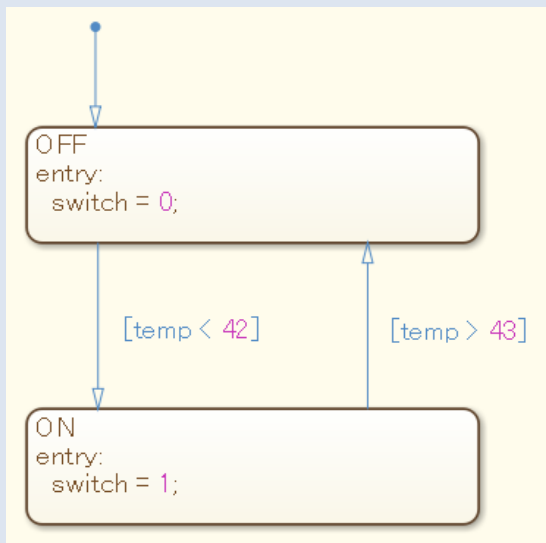 OFF
entry:
switch = 0;
[temp < 42]
[temp > 43]
ON
entry:
switch = 1;